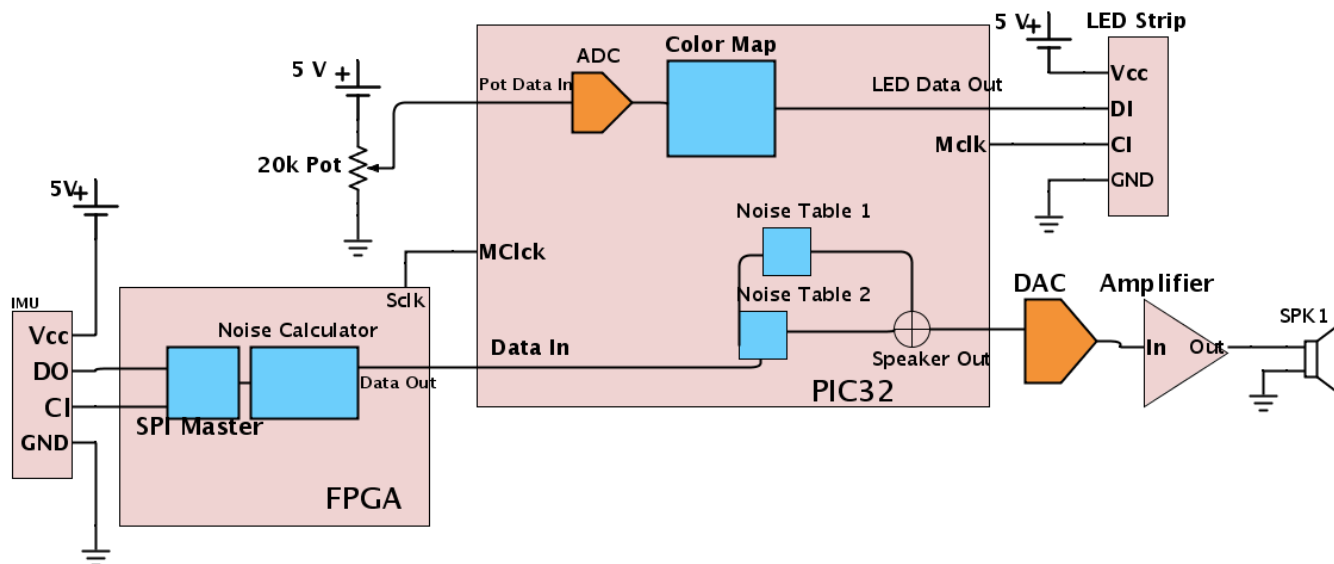 5 V
+
LED Strip
ADC
Color Map
5 V
+
Vcc
Pot Data In
LED Data Out
DI
Mclk
CI
20k Pot
GND
5V
+
Noise Table 1
MClck
DAC
Amplifier
IMU
Sclk
Noise Table 2
SPK1
Vcc
Noise Calculator
Data In
In
Out
Speaker Out
DO
Data Out
PIC32
CI
SPI Master
GND
FPGA